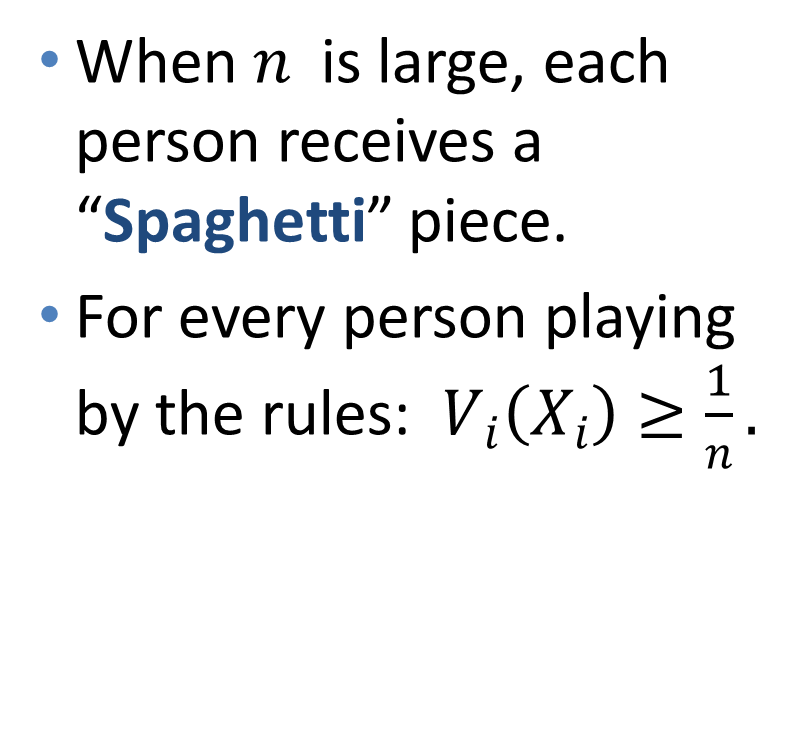 • When 𝑛 is large, each
person receives a
“Spaghetti” piece.
• For every person playing
by the rules: 𝑉ᵢ(𝑋ᵢ) ≥ 1/𝑛.